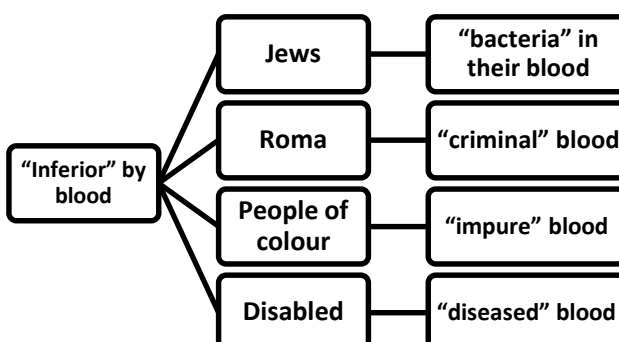 Jews
“bacteria” in
their blood
Roma
“criminal” blood
“Inferior” by
blood
People of
colour
“impure” blood
Disabled
“diseased” blood